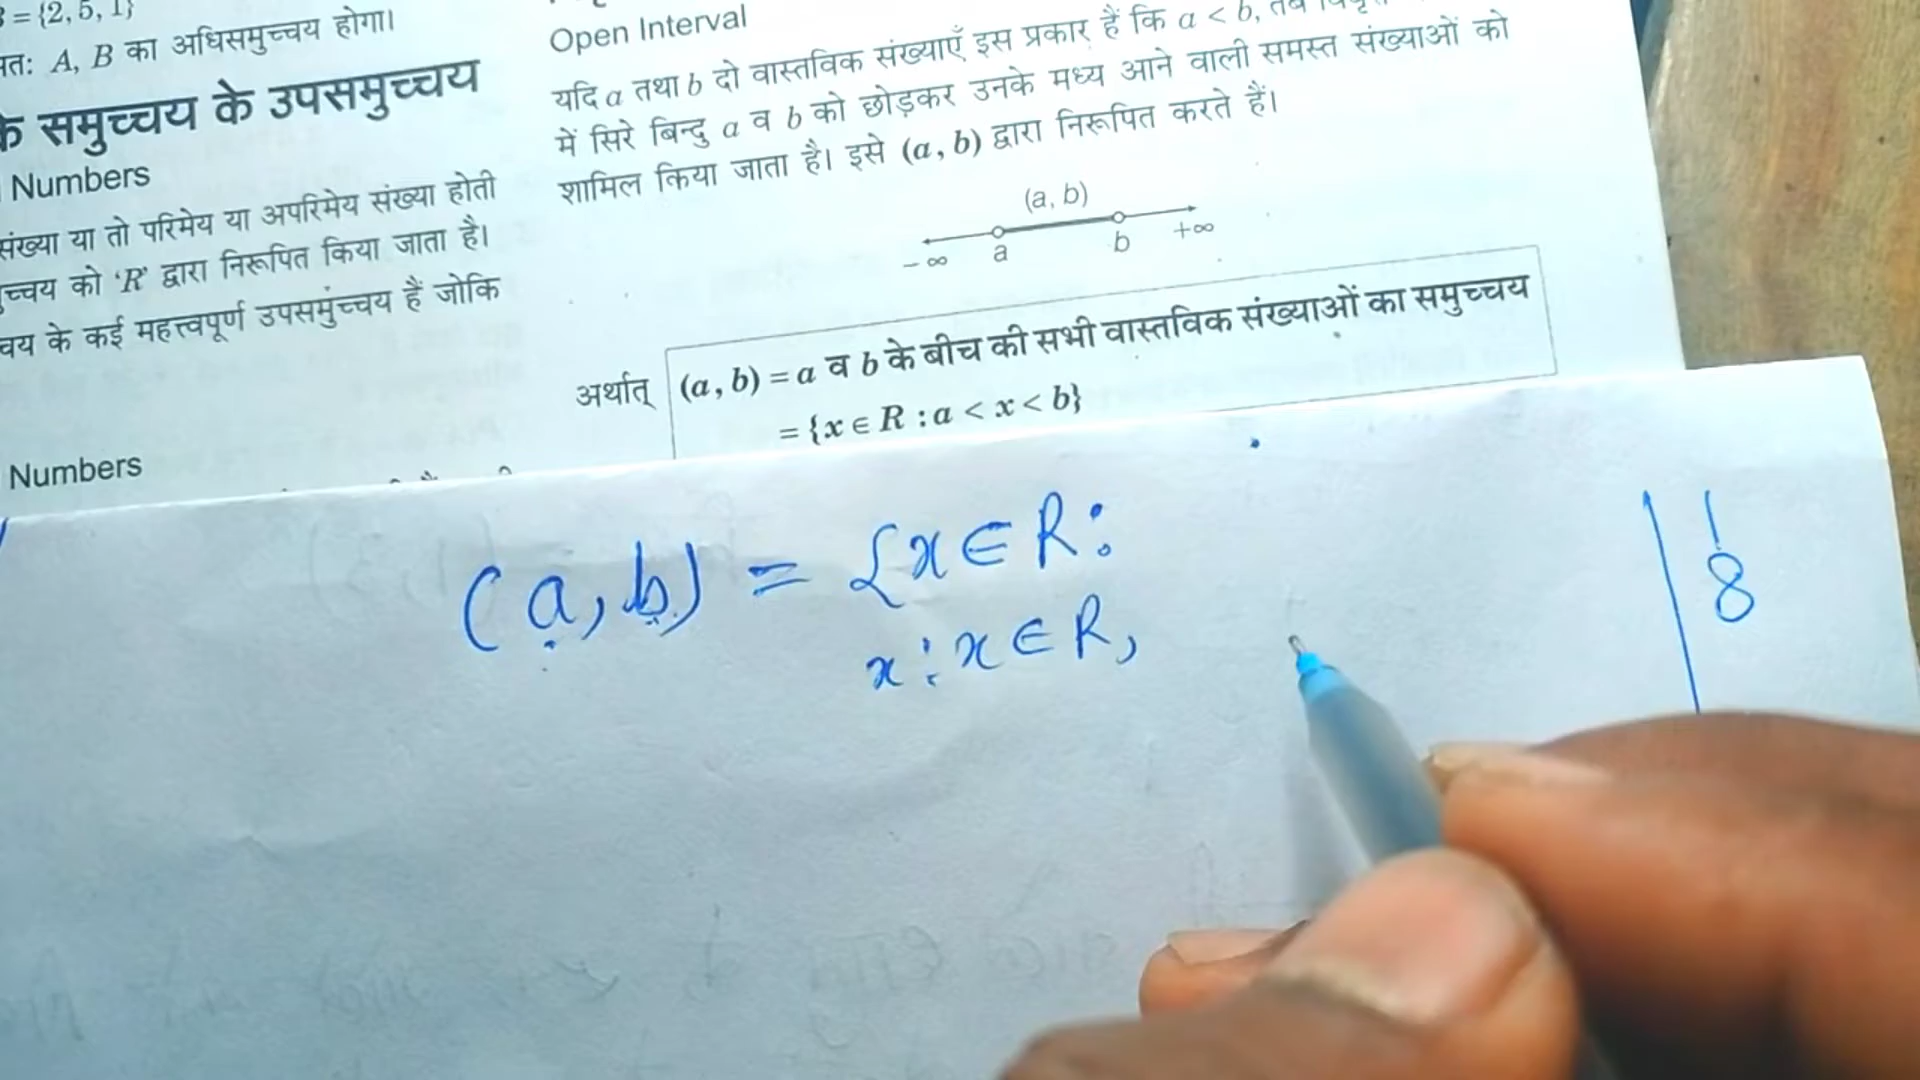 = {2, 5, 1}
A, B का अधिसमुच्चय होगा।
समुच्चय के उपसमुच्चय
Numbers
संख्या या तो परिमेय या अपरिमेय संख्या होती
को 'R' द्वारा निरूपित किया जाता है।
के कई महत्त्वपूर्ण उपसमुच्चय हैं जोकि
Numbers
Open Interval
यदि a तथा b दो वास्तविक संख्याएँ इस प्रकार हैं कि a < b,
में सिरे बिन्दु a व b को छोड़कर उनके मध्य आने वाली समस्त संख्याओं को
शामिल किया जाता है। इसे (a, b) द्वारा निरूपित करते हैं।
(a, b)
- ∞ a b +∞
अर्थात् (a, b) = a व b के बीच की सभी वास्तविक संख्याओं का समुच्चय
= {x ∈ R : a < x < b}
(a, b) = {x ∈ R :
x : x ∈ R,
1
8